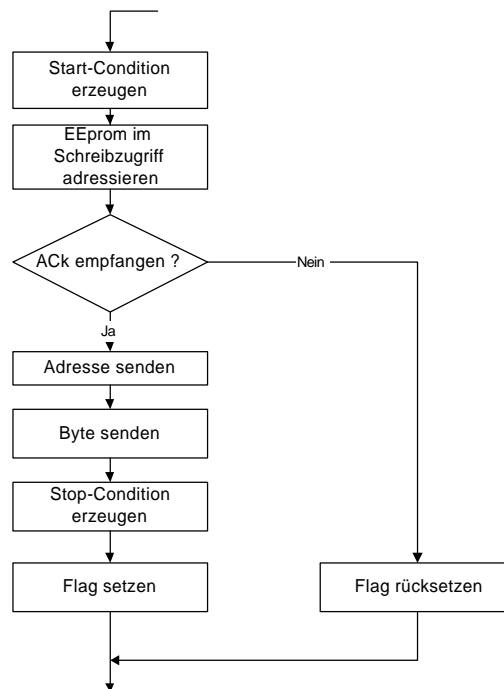 Start-Condition
erzeugen
EEprom im
Schreibzugriff
adressieren
ACk empfangen ?
Nein
Ja
Adresse senden
Byte senden
Stop-Condition
erzeugen
Flag setzen
Flag rücksetzen